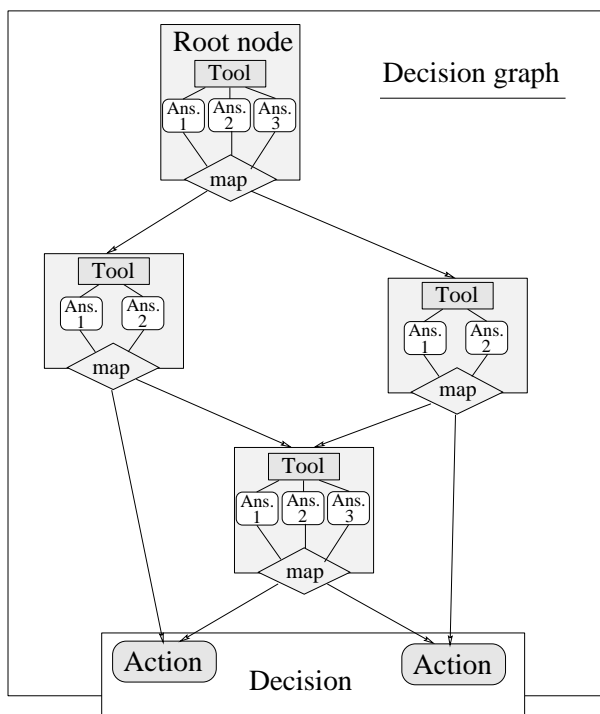 Root node
Decision graph
Tool
Ans. Ans. Ans.
1 2 3
map
Tool
Ans. Ans.
1 2
map
Tool
Ans. Ans.
1 2
map
Tool
Ans. Ans. Ans.
1 2 3
map
Action
Action
Decision